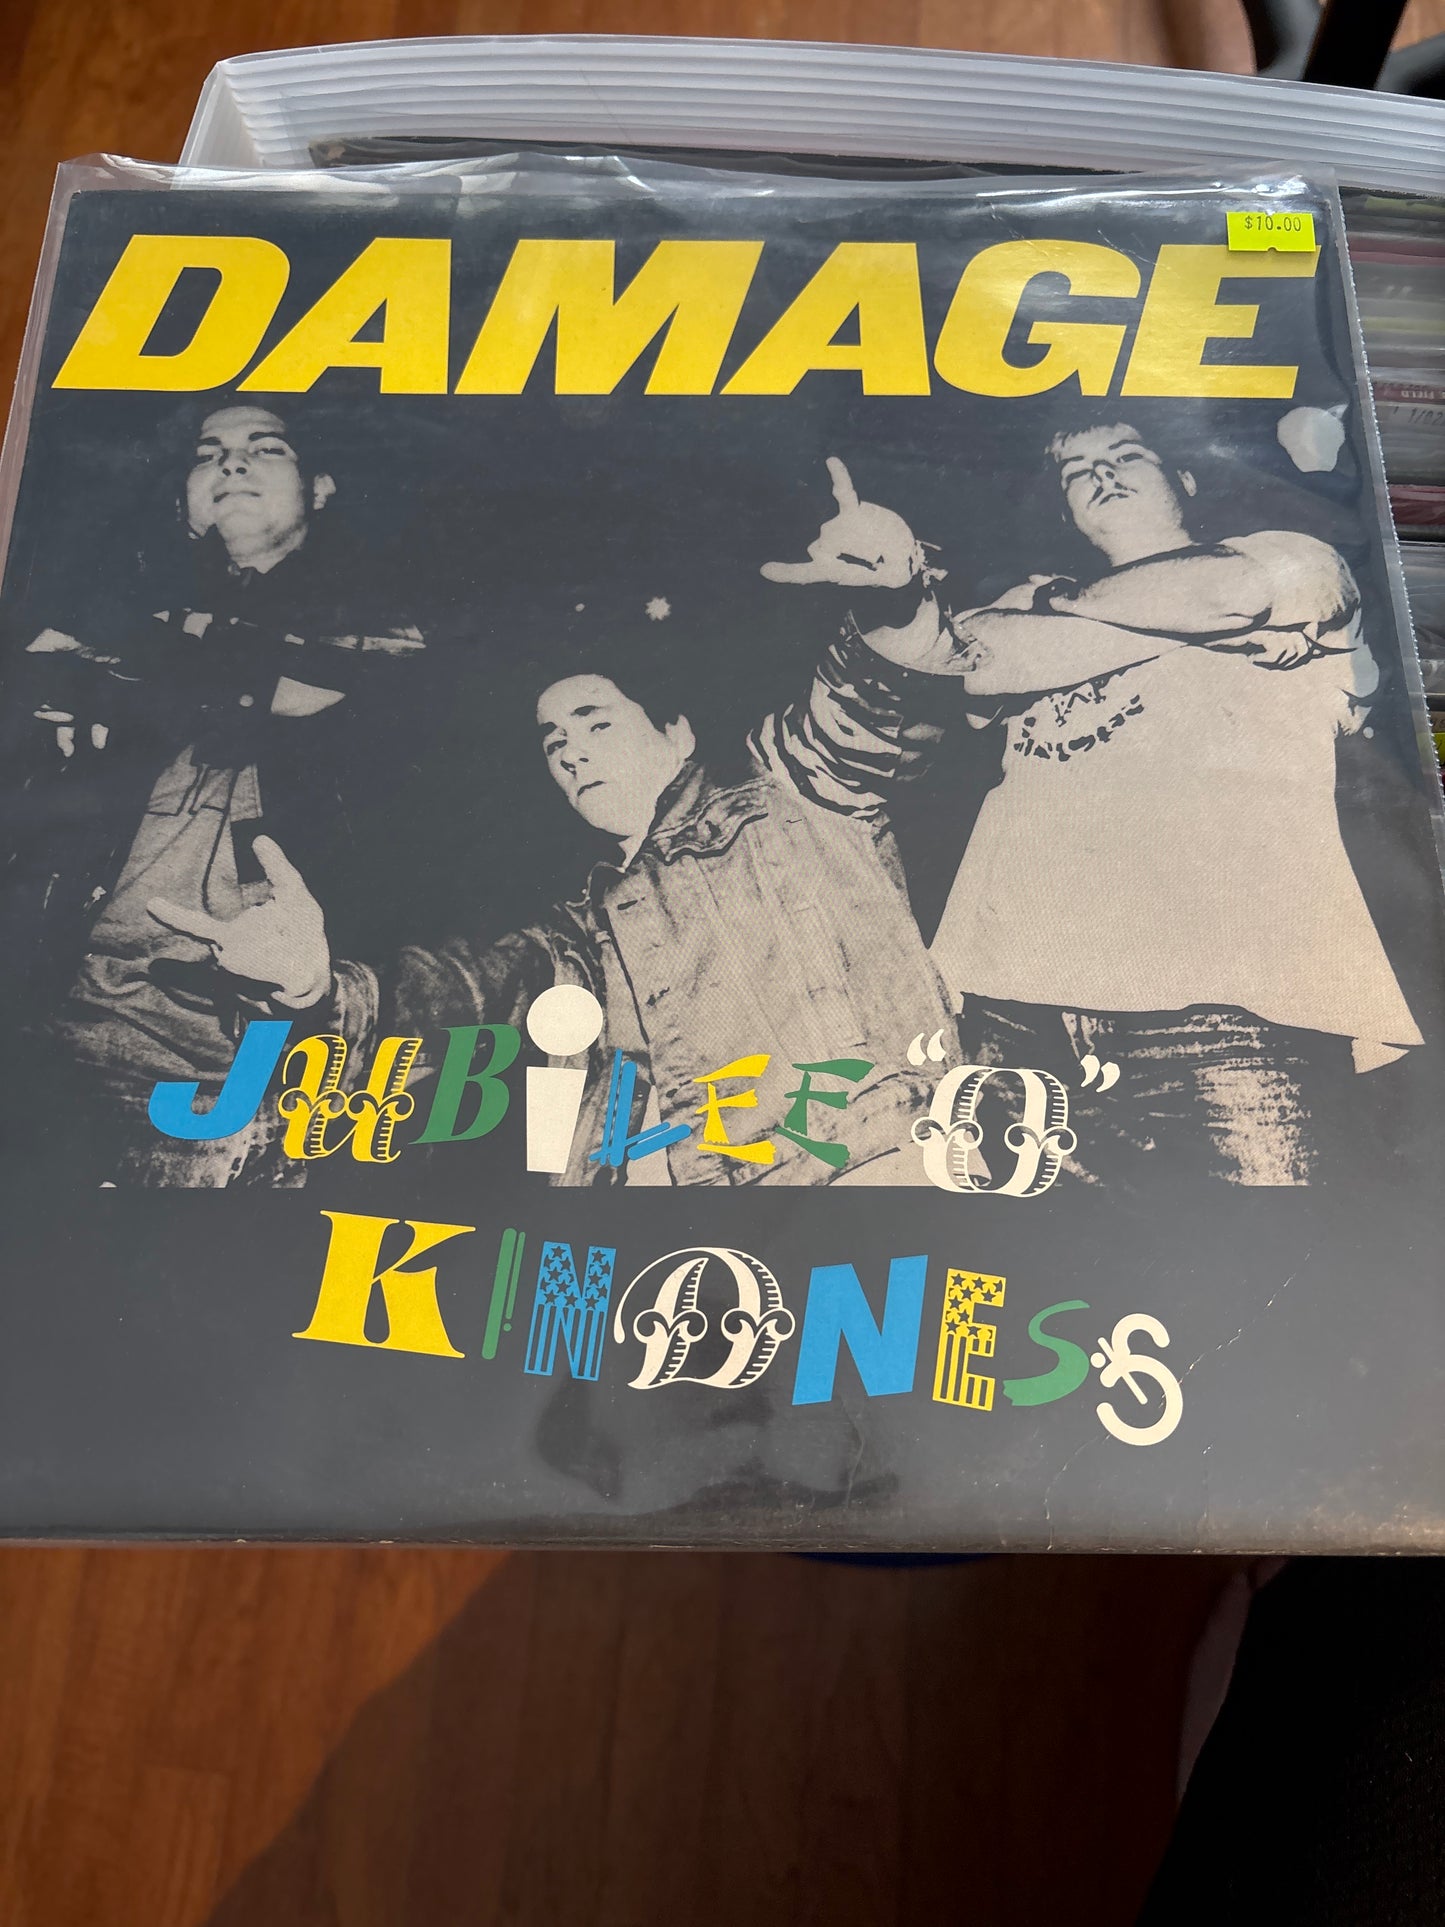 $10.00
DAMAGE
JUBiLEE “O”
KINDNESS